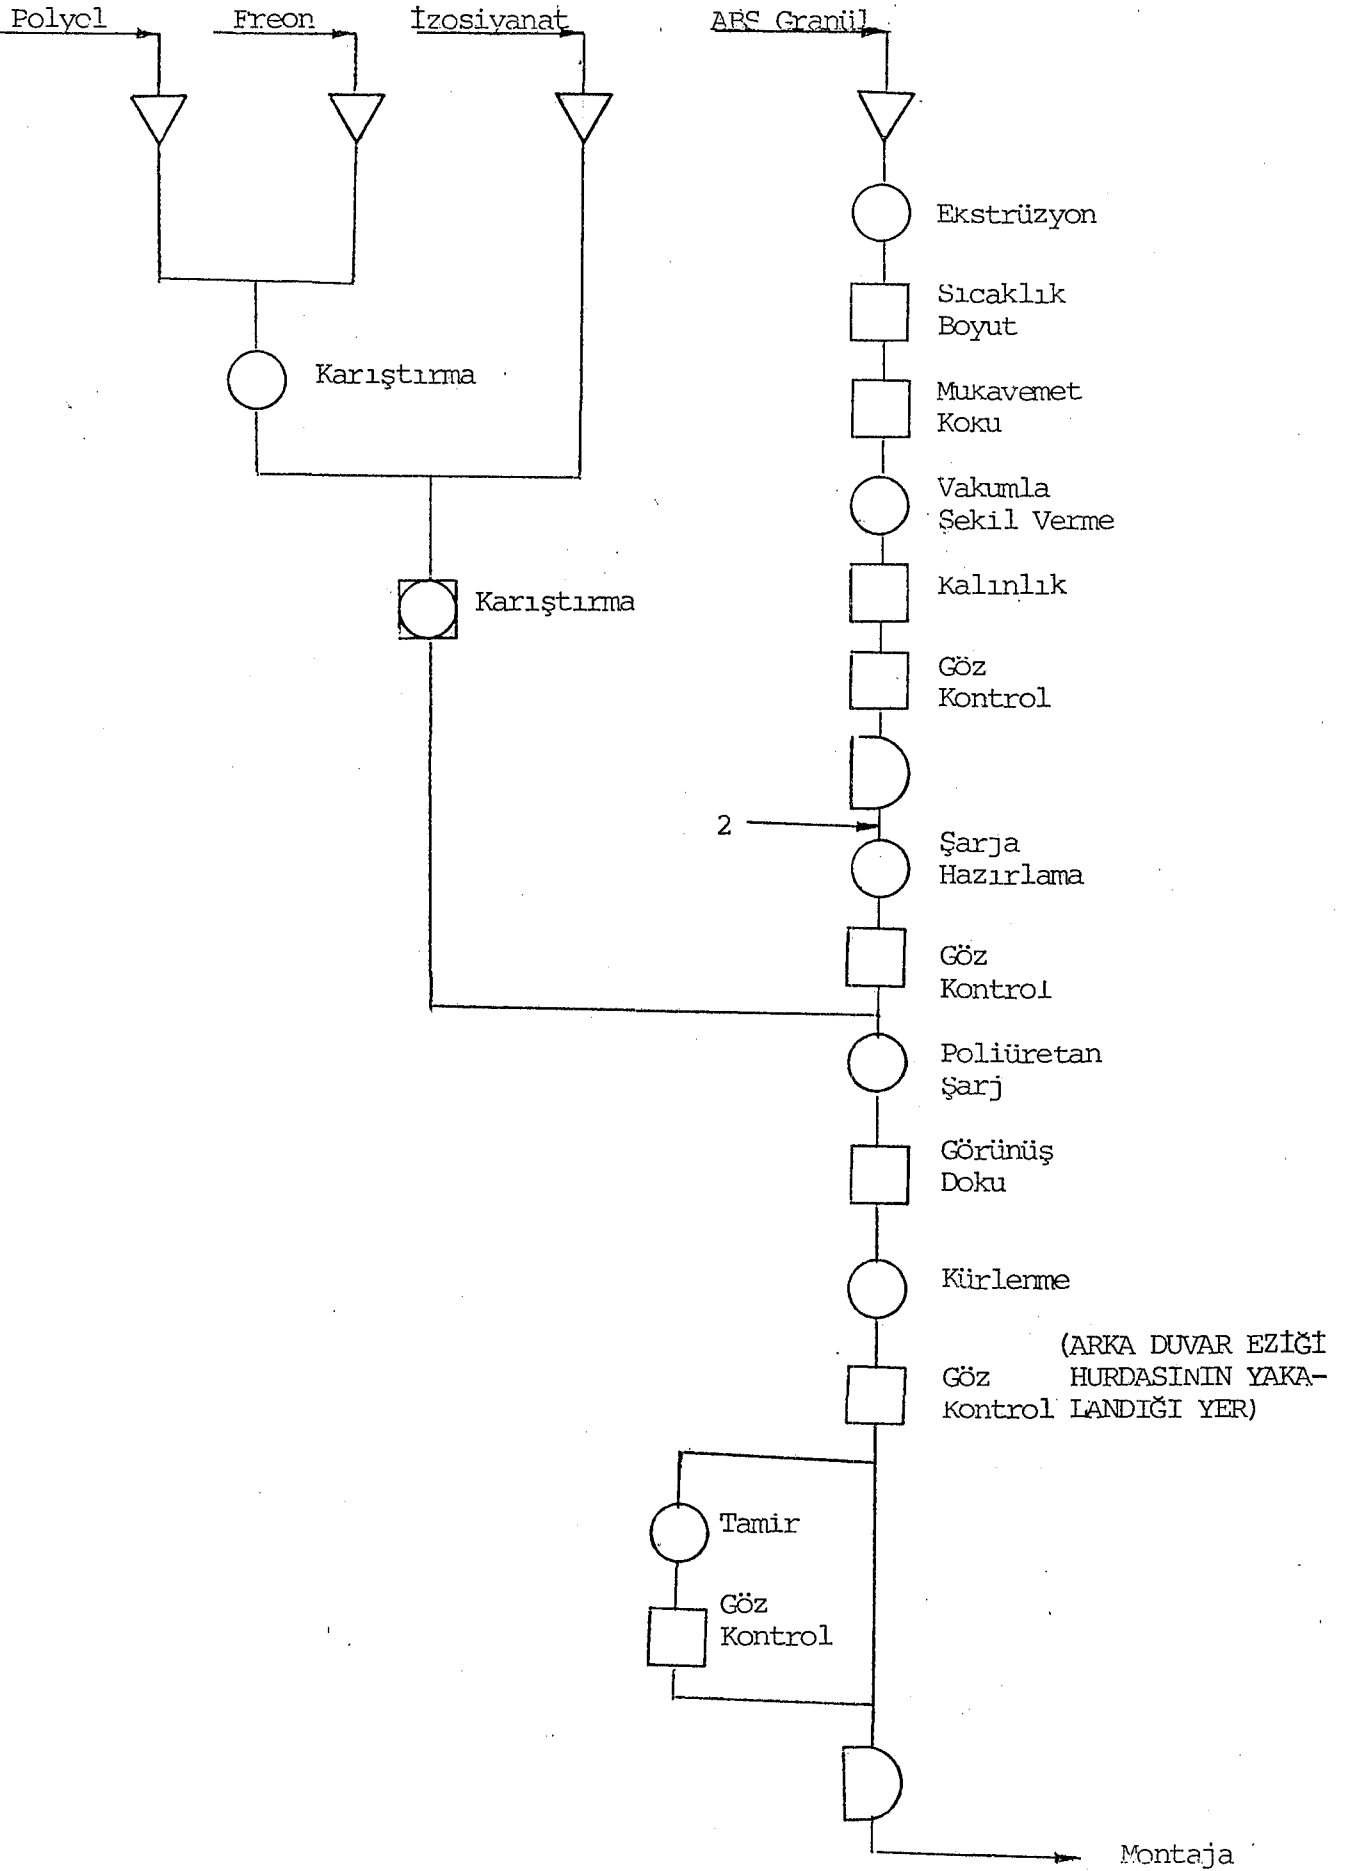 Polyol
Freon
İzosiyanat
ABS Granül
Ekstrüzyon
Sıcaklık
Boyut
Karıştırma
Mukavemet
Koku
Vakumla
Şekil Verme
Karıştırma
Kalınlık
Göz
Kontrol
2
Şarja
Hazırlama
Göz
Kontrol
Poliüretan
Şarj
Görünüş
Doku
Kürlenme
(ARKA DUVAR EZİĞİ
Göz HURDASININ YAKA-
Kontrol LANDIĞI YER)
Tamir
Göz
Kontrol
Montaja